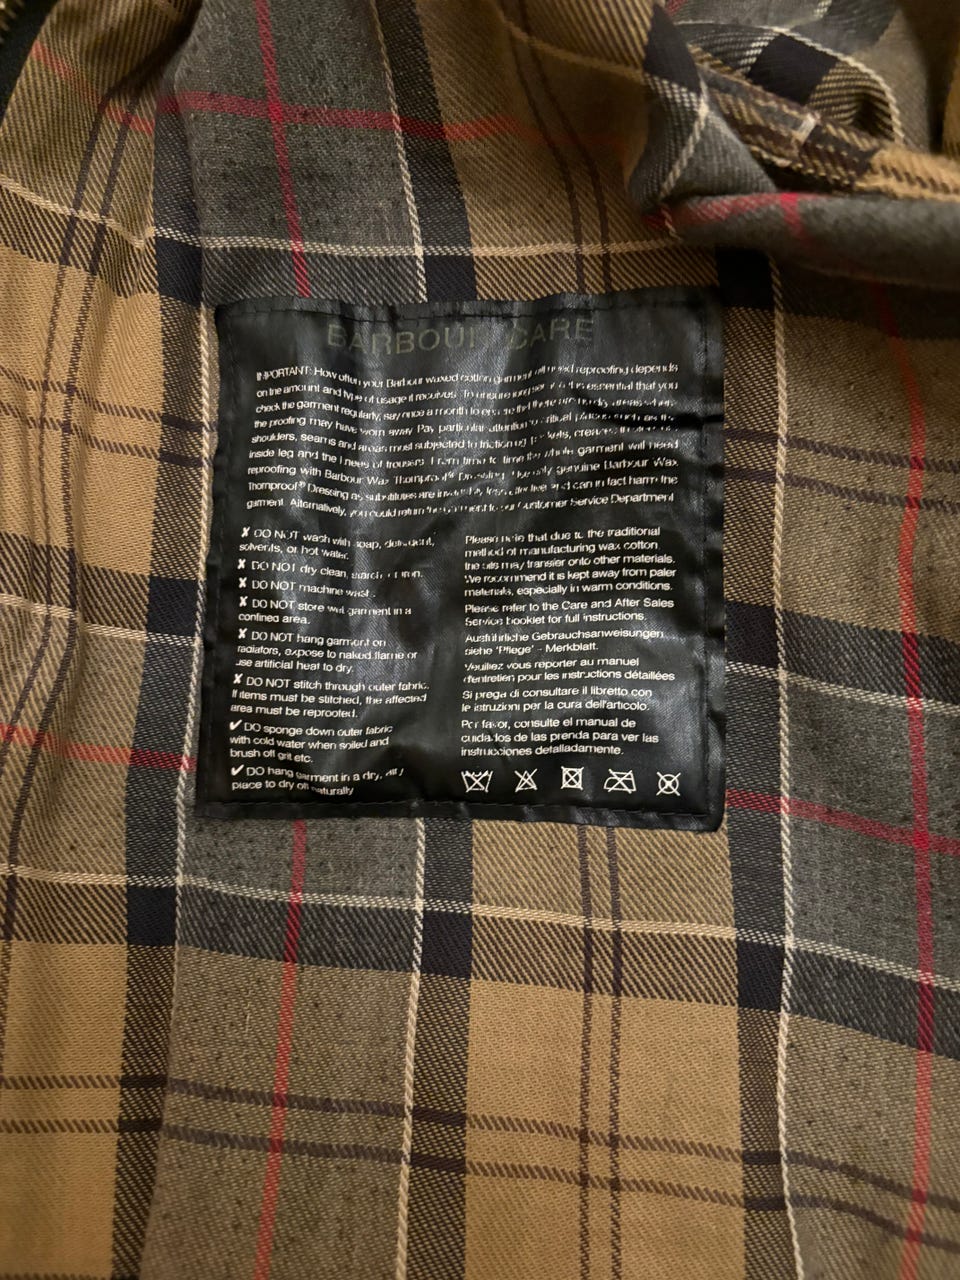 BARBOUR CARE
IMPORTANT: How often your Barbour waxed cotton garment will need reproofing depends
on the amount and type of usage it receives. To ensure longer use it is essential that you
check the garment regularly, say once a month to ensure that there are no dry areas where
the proofing may have worn away. Pay particular attention to critical places such as the
shoulders, seams and areas most subjected to friction eg. pockets, creases in
inside leg and the knees of trousers. From time to time the whole garment will need
reproofing with Barbour Wax Thornproof® Dressing. Use only genuine Barbour Wax
Thornproof® Dressing as substitutes are invariably less effective and can in fact harm the
garment. Alternatively, you could return the garment to our Customer Service Department
✘ DO NOT wash with soap, detergent,
solvents, or hot water.
✘ DO NOT dry clean, starch or iron.
✘ DO NOT machine wash.
✘ DO NOT store wet garment in a
confined area.
✘ DO NOT hang garment on
radiators, expose to naked flame or
use artificial heat to dry.
✘ DO NOT stitch through outer fabric.
If items must be stitched, the affected
area must be reproofed.
✔ DO sponge down outer fabric
with cold water when soiled and
brush off grit etc.
✔ DO hang garment in a dry, airy
place to dry off naturally
Please note that due to the traditional
method of manufacturing wax cotton,
the oils may transfer onto other materials.
We recommend it is kept away from paler
materials, especially in warm conditions.
Please refer to the Care and After Sales
Service booklet for full instructions.
Ausführliche Gebrauchsanweisungen
siehe 'Pflege' - Merkblatt.
Veuillez vous reporter au manuel
d'entretien pour les instructions détaillées
Si prega di consultare il libretto con
le istruzioni per la cura dell'articolo.
Por favor, consulte el manual de
cuidados de las prenda para ver las
instrucciones detalladamente.